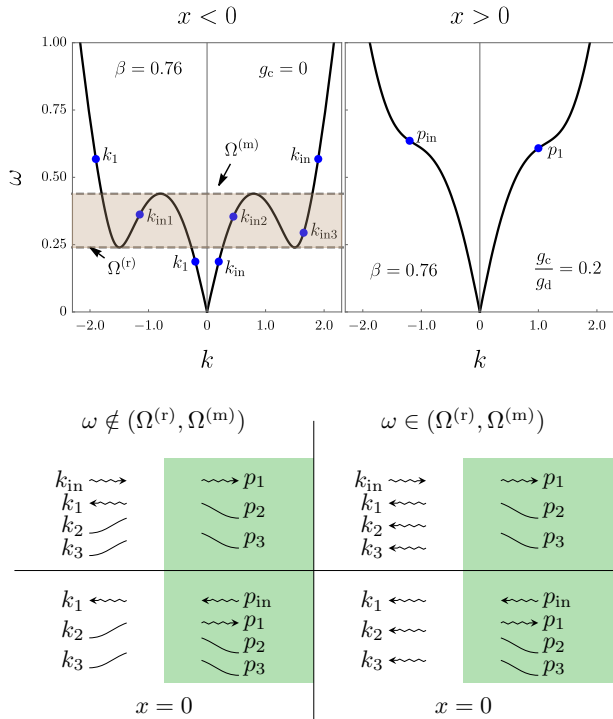 x < 0
x > 0
1.00
β = 0.76
g_c = 0
0.75
k_1
Ω^(m)
k_in
p_in
p_1
ω
0.50
k_in1
k_in2
k_in3
0.25
Ω^(r)
k_1
k_in
β = 0.76
g_c/g_d = 0.2
0
-2.0 -1.0 0 1.0 2.0
-2.0 -1.0 0 1.0 2.0
k
k
ω ∉ (Ω^(r), Ω^(m))
ω ∈ (Ω^(r), Ω^(m))
k_in p_1
k_1
k_2 p_2
k_3 p_3
k_in p_1
k_1
k_2 p_2
k_3 p_3
k_1 p_in
k_2 p_1
p_2
k_3 p_3
k_1 p_in
k_2 p_1
p_2
k_3 p_3
x = 0
x = 0